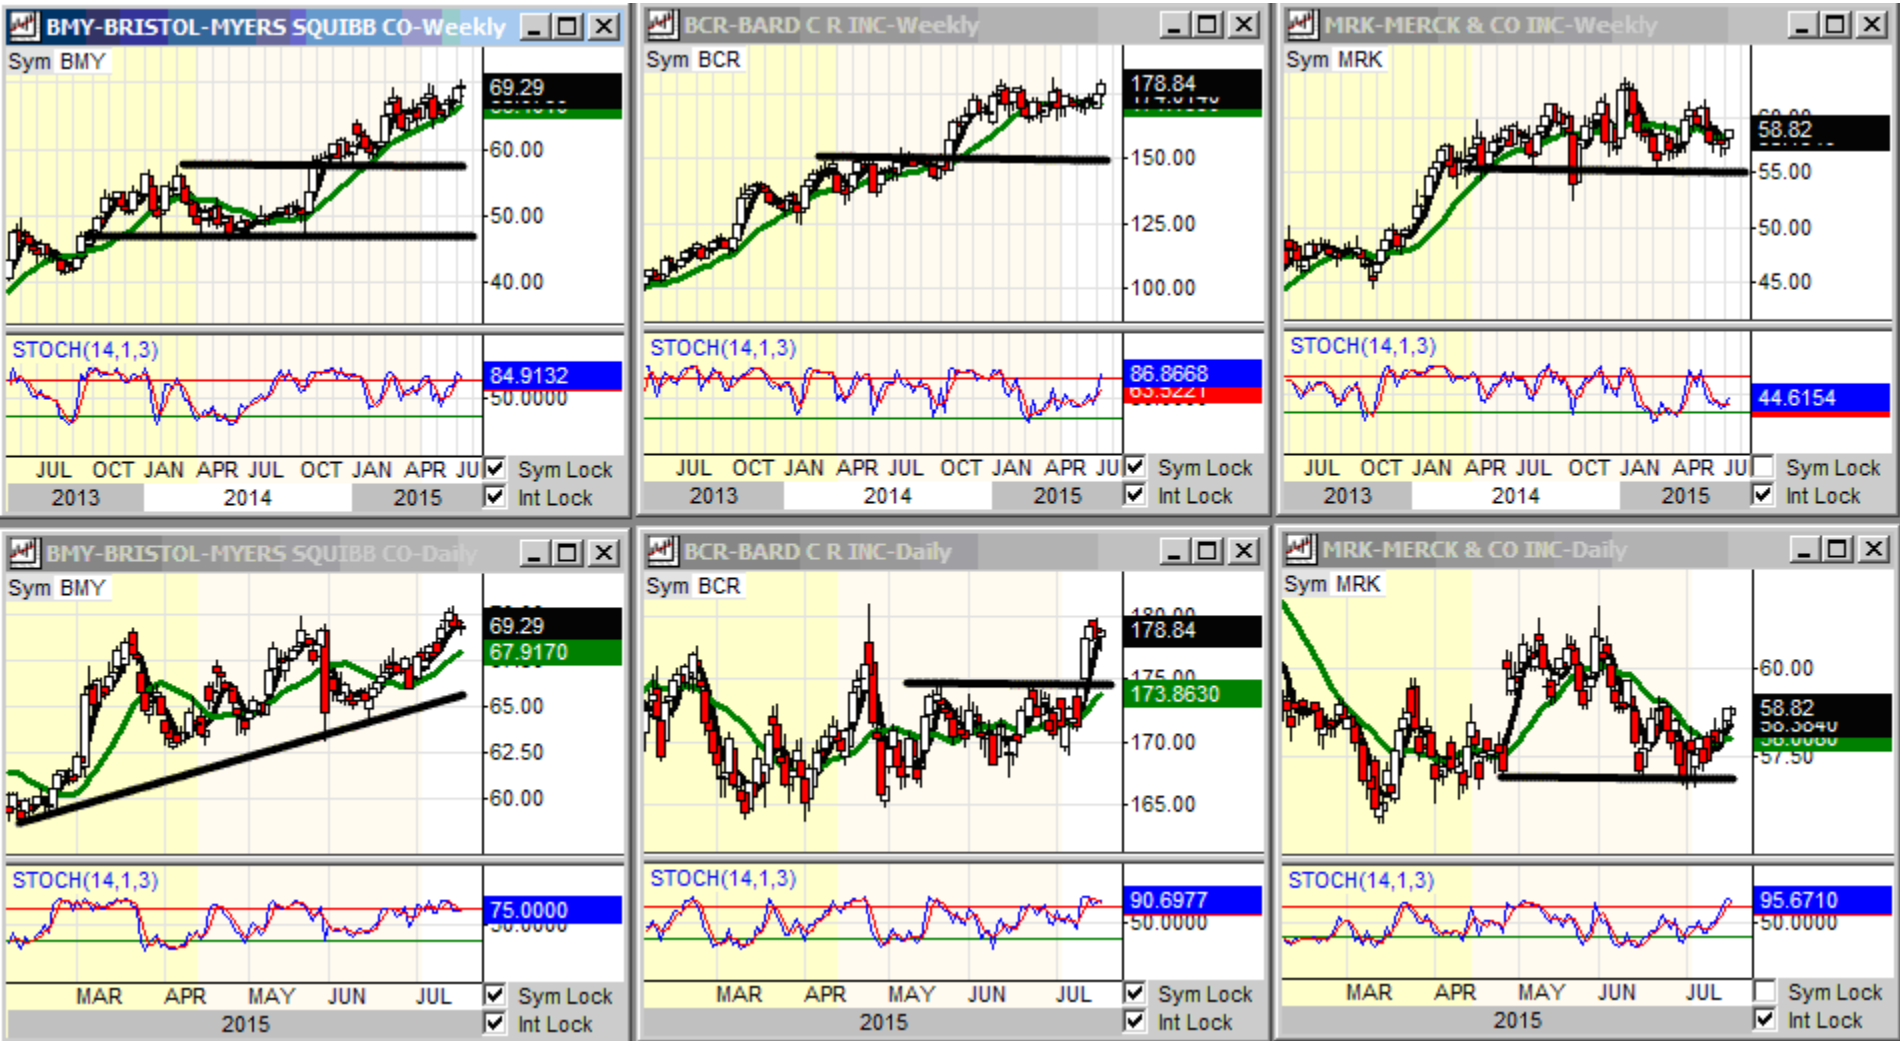 BMY-BRISTOL-MYERS SQUIBB CO-Weekly
Sym BMY
69.29
60.00
50.00
40.00
STOCH(14,1,3)
84.9132
50.0000
JUL OCT JAN APR JUL OCT JAN APR JU
2013 2014 2015
Sym Lock
Int Lock
BCR-BARD C R INC-Weekly
Sym BCR
178.84
150.00
125.00
100.00
STOCH(14,1,3)
86.8668
JUL OCT JAN APR JUL OCT JAN APR JU
2013 2014 2015
Sym Lock
Int Lock
MRK-MERCK & CO INC-Weekly
Sym MRK
58.82
55.00
50.00
45.00
STOCH(14,1,3)
44.6154
JUL OCT JAN APR JUL OCT JAN APR JU
2013 2014 2015
Sym Lock
Int Lock
BMY-BRISTOL-MYERS SQUIBB CO-Daily
Sym BMY
69.29
67.9170
65.00
62.50
60.00
STOCH(14,1,3)
75.0000
50.0000
MAR APR MAY JUN JUL
2015
Sym Lock
Int Lock
BCR-BARD C R INC-Daily
Sym BCR
180.00
178.84
175.00
173.8630
170.00
165.00
STOCH(14,1,3)
90.6977
50.0000
MAR APR MAY JUN JUL
2015
Sym Lock
Int Lock
MRK-MERCK & CO INC-Daily
Sym MRK
60.00
58.82
57.50
STOCH(14,1,3)
95.6710
50.0000
MAR APR MAY JUN JUL
2015
Sym Lock
Int Lock